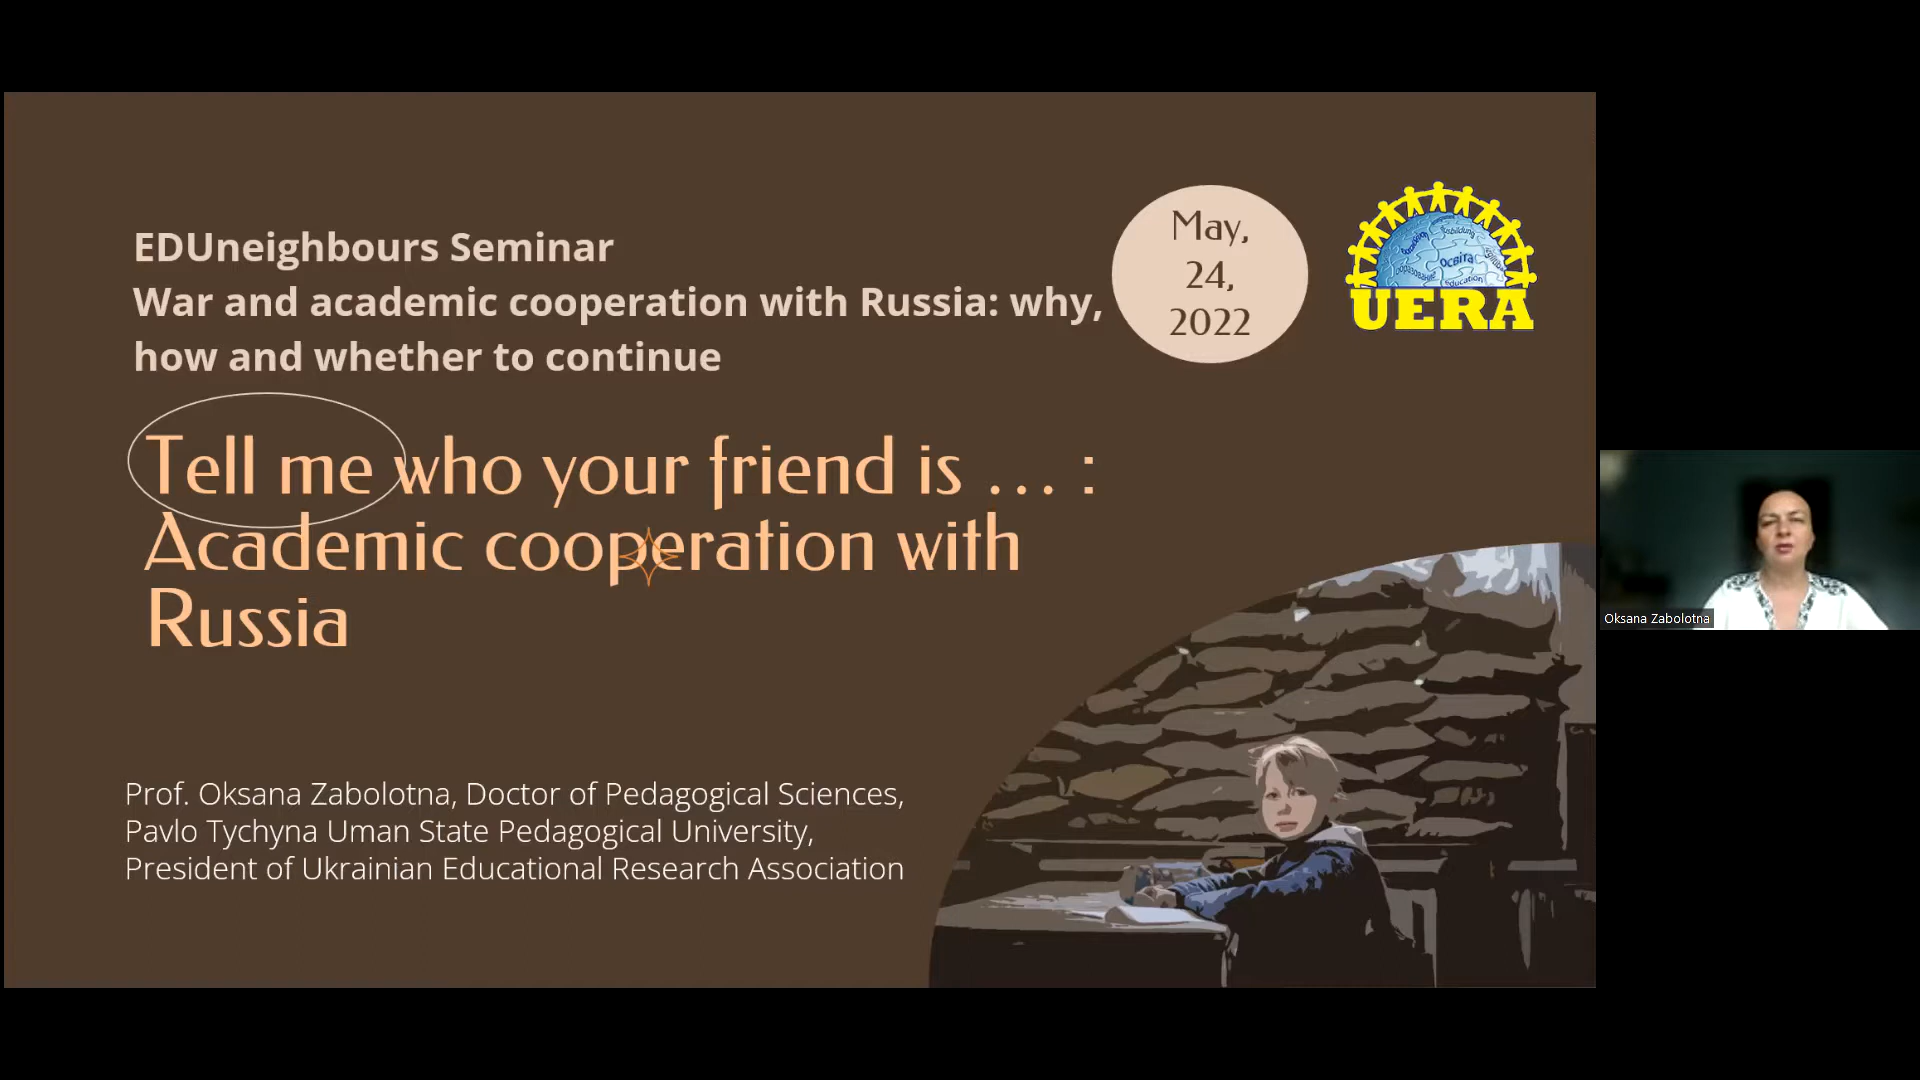 EDUneighbours Seminar
War and academic cooperation with Russia: why,
how and whether to continue
May,
24,
2022
освіта
education
UERA
Tell me who your friend is ... :
Academic cooperation with
Russia
Prof. Oksana Zabolotna, Doctor of Pedagogical Sciences,
Pavlo Tychyna Uman State Pedagogical University,
President of Ukrainian Educational Research Association
Oksana Zabolotna